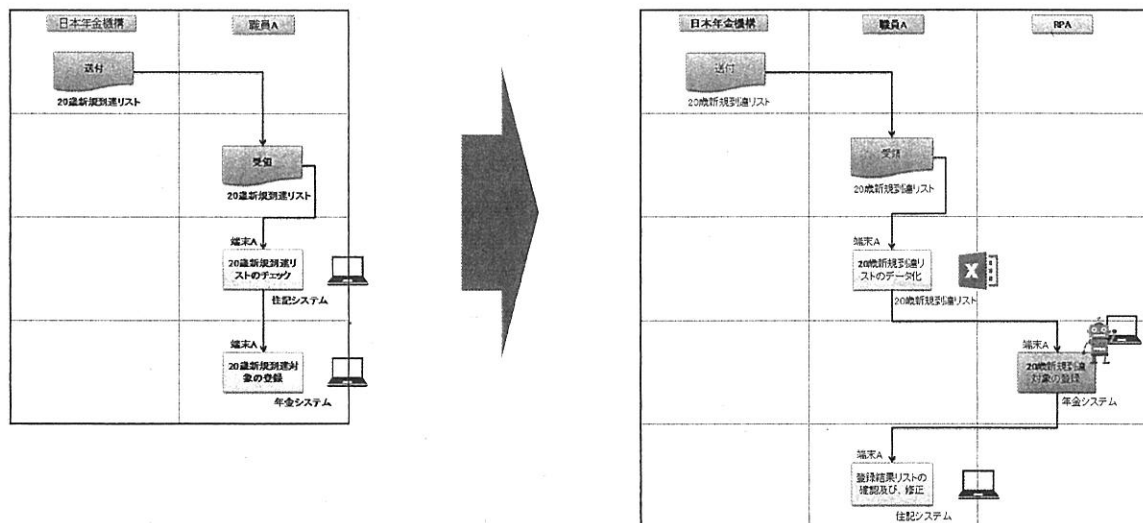 日本年金機構
職員A
送付
20歳新規到達リスト
受領
20歳新規到達リスト
端末A
20歳新規到達リ
ストのチェック
住記システム
端末A
20歳新規到達対
象の登録
年金システム
日本年金機構
職員A
RPA
送付
20歳新規到達リスト
受領
20歳新規到達リスト
端末A
20歳新規到達リ
ストのデータ化
X
20歳新規到達リスト
端末A
20歳新規到達
対象の登録
年金システム
端末A
登録結果リストの
確認及び、修正
住記システム